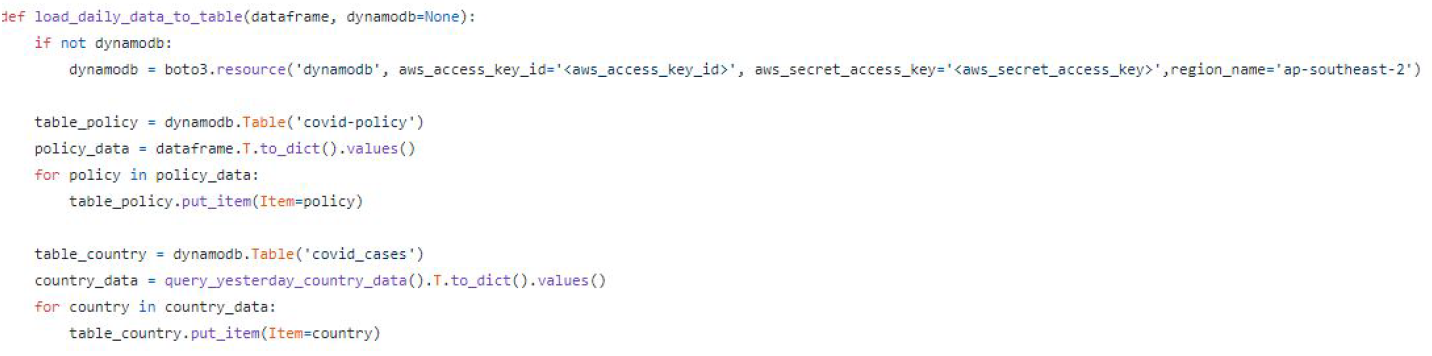 def load_daily_data_to_table(dataframe, dynamodb=None):
    if not dynamodb:
        dynamodb = boto3.resource('dynamodb', aws_access_key_id='<aws_access_key_id>', aws_secret_access_key='<aws_secret_access_key>',region_name='ap-southeast-2')

    table_policy = dynamodb.Table('covid-policy')
    policy_data = dataframe.T.to_dict().values()
    for policy in policy_data:
        table_policy.put_item(Item=policy)

    table_country = dynamodb.Table('covid_cases')
    country_data = query_yesterday_country_data().T.to_dict().values()
    for country in country_data:
        table_country.put_item(Item=country)